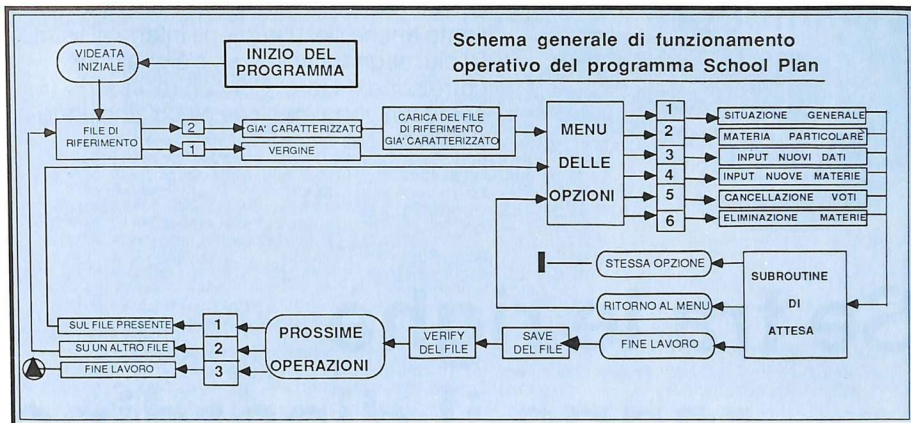 Schema generale di funzionamento
operativo del programma School Plan
VIDEATA
INIZIALE
INIZIO DEL
PROGRAMMA
FILE DI
RIFERIMENTO
2
GIA' CARATTERIZZATO
1
VERGINE
CARICA DEL FILE
DI RIFERIMENTO
GIA' CARATTERIZZATO
MENU
DELLE
OPZIONI
1
SITUAZIONE GENERALE
2
MATERIA PARTICOLARE
3
INPUT NUOVI DATI
4
INPUT NUOVE MATERIE
5
CANCELLAZIONE VOTI
6
ELIMINAZIONE MATERIE
SUBROUTINE
DI
ATTESA
STESSA OPZIONE
RITORNO AL MENU
FINE LAVORO
SAVE
DEL FILE
VERIFY
DEL FILE
PROSSIME
OPERAZIONI
1
SUL FILE PRESENTE
2
SU UN ALTRO FILE
3
FINE LAVORO